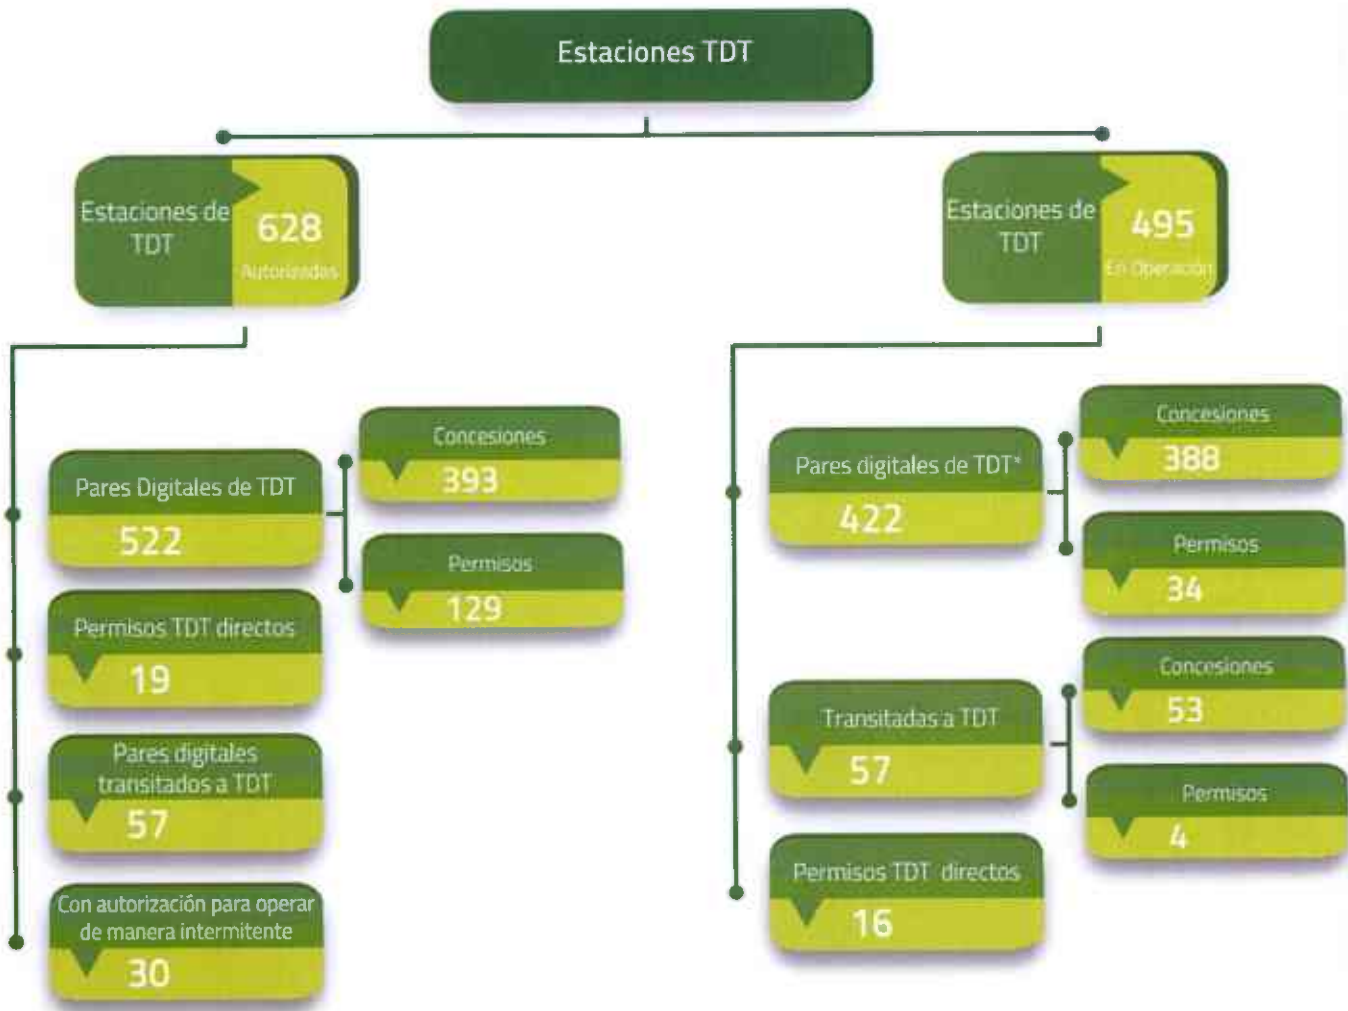 Estaciones TDT
Estaciones de
TDT
628
Autorizadas
Estaciones de
TDT
495
En Operación
Pares Digitales de TDT
522
Concesiones
393
Permisos
129
Permisos TDT directos
19
Pares digitales
transitados a TDT
57
Con autorización para operar
de manera intermitente
30
Pares digitales de TDT*
422
Concesiones
388
Permisos
34
Transitadas a TDT
57
Concesiones
53
Permisos
4
Permisos TDT directos
16